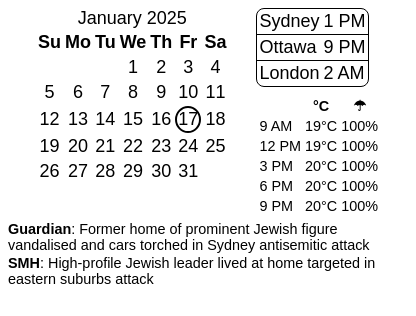 January 2025
Su Mo Tu We Th Fr Sa
1 2 3 4
5 6 7 8 9 10 11
12 13 14 15 16 17 18
19 20 21 22 23 24 25
26 27 28 29 30 31
Sydney 1 PM
Ottawa 9 PM
London 2 AM
°C ☂
9 AM 19°C 100%
12 PM 19°C 100%
3 PM 20°C 100%
6 PM 20°C 100%
9 PM 20°C 100%
Guardian: Former home of prominent Jewish figure
vandalised and cars torched in Sydney antisemitic attack
SMH: High-profile Jewish leader lived at home targeted in
eastern suburbs attack